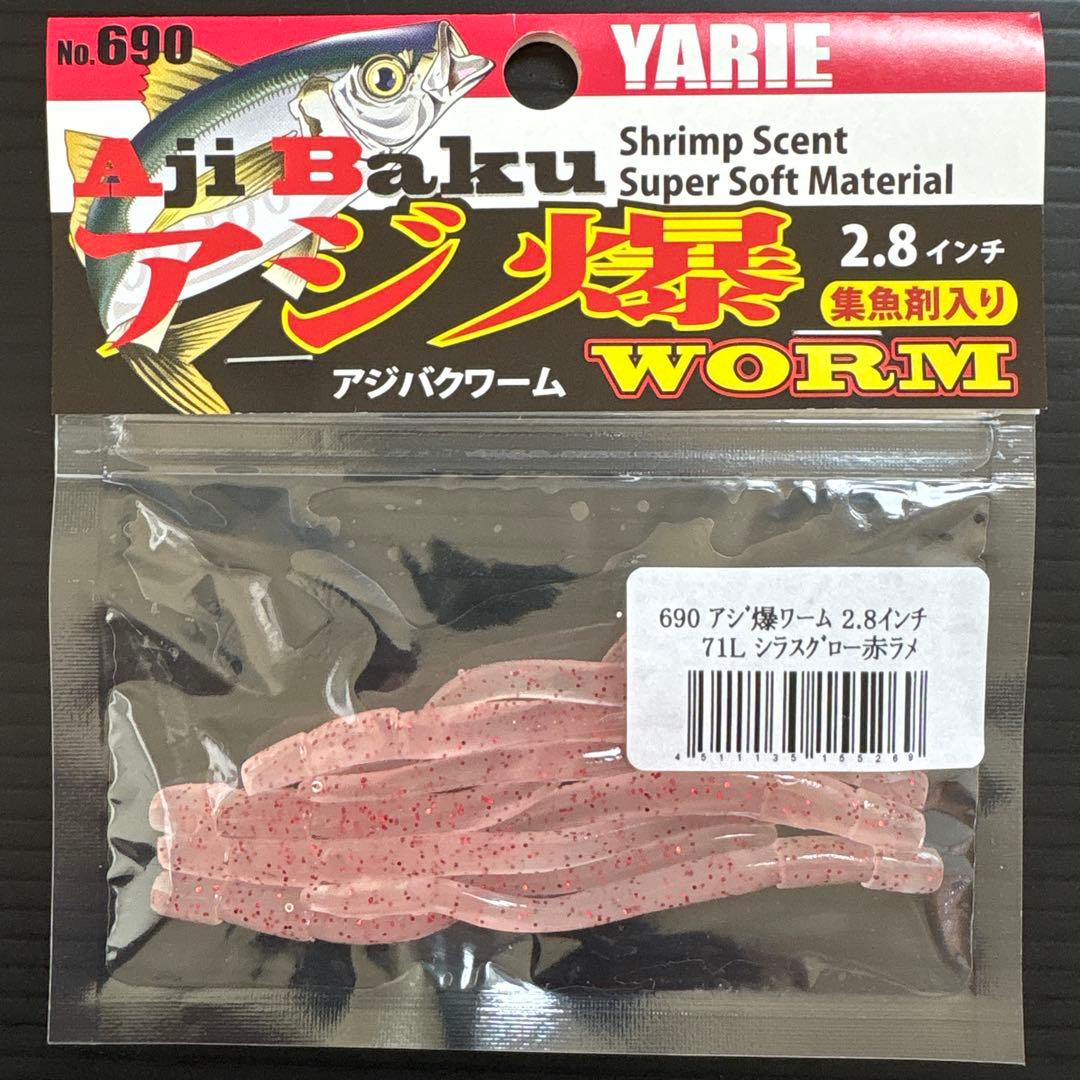 No.690
YARIE
Aji Baku
Shrimp Scent
Super Soft Material
アジ爆
2.8インチ
集魚剤入り
アジバクワーム
WORM
690 アジ爆ワーム 2.8インチ
71L シラスグロー赤ラメ
4511135155269